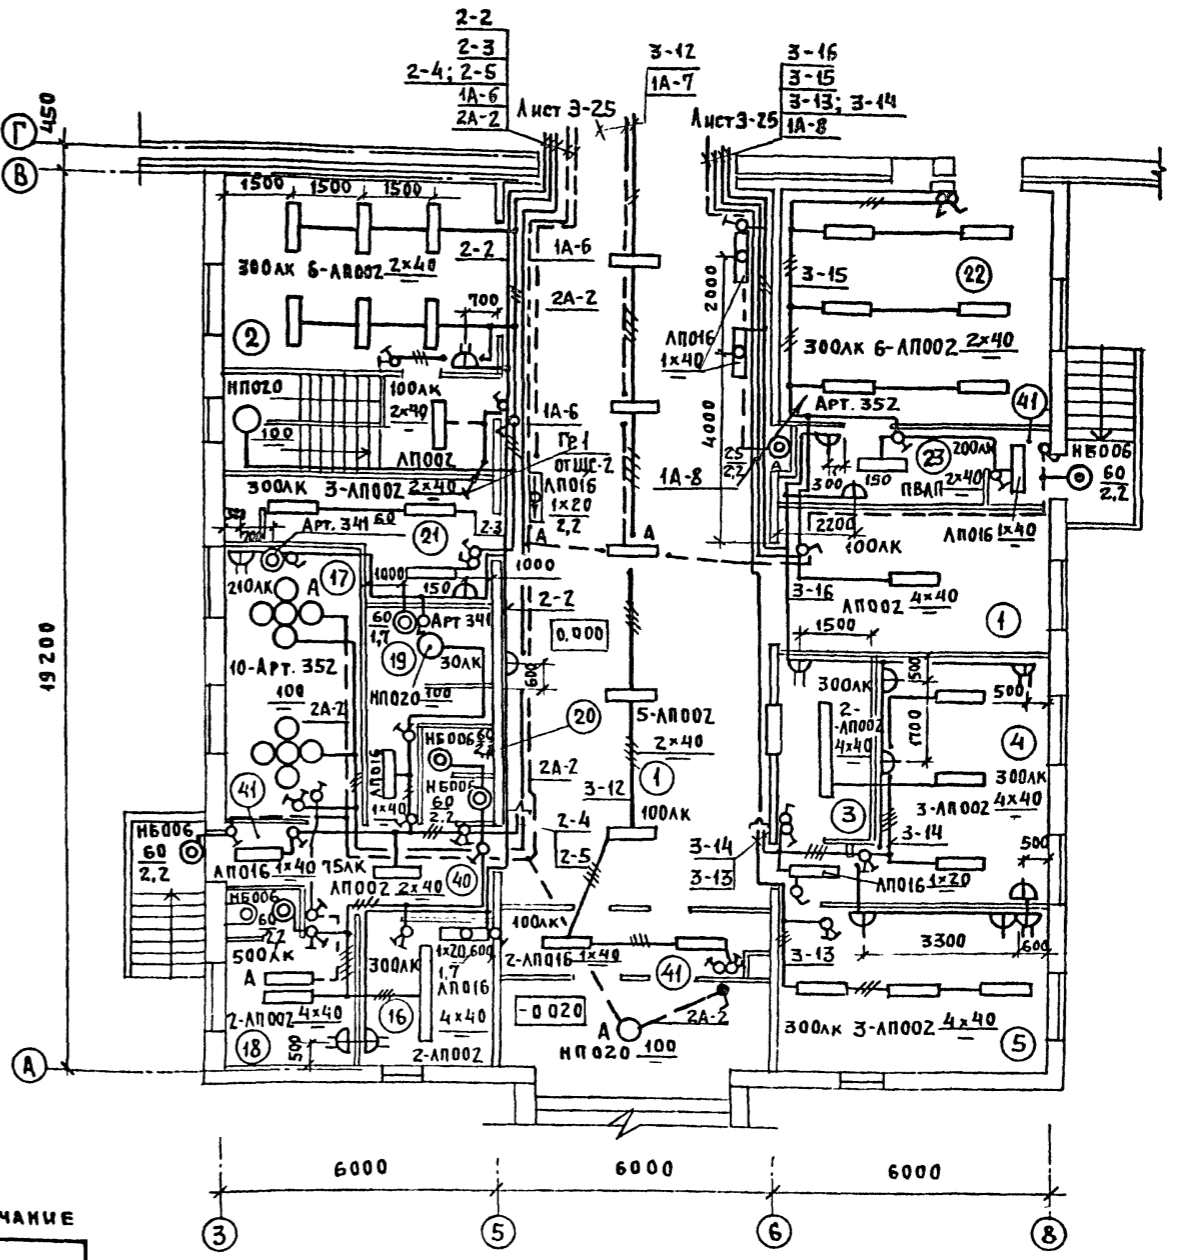 2-2
2-3
2-4; 2-5
1А-6
2А-2
Лист Э-25
3-12
1А-7
Лист Э-25
3-16
3-15
3-13; 3-14
1А-8
Г
450
В
1500 1500 1500
300лк 6-ЛП002 2×40
2-2
1А-6
2А-2
700
2
НП020
100
100лк
2×40
ЛП002
1А-6
Гр 1
от ЩС-2
300лк 3-ЛП002 2×40
ЛП016
1×20
2,2
Арт. 341 60
21
2-3
А
А
2000
4000
ЛП016
1×40
3-15
22
300лк 6-ЛП002 2×40
Арт. 352
41
25
2,2
А
1А-8
300
150
23
200лк
ПВЛП 2×40
НБ006
60
2,2
2200
ЛП016 1×40
100лк
3-16
ЛП002 4×40
1
1500
17
210лк
А
1000
150
1000
2-2
60
1,7
Арт 341
19
30лк
НП020 100
0.000
600
10-Арт. 352
100
2А-2
20
НБ006 60
ЛП016
1×40
НБ006
60
2.2
2А-2
5-ЛП002
2×40
1
3-12
100лк
2-4
2-5
3-14
3-13
300лк
2-
ЛП002
4×40
3
500
1700
500
4
300лк
3-ЛП002 4×40
3-14
500
ЛП016 1×20
19200
41
НБ006
60
2,2
ЛП016 1×40
75лк
ЛП002 2×40
40
НБ006
60
500лк
А
2-ЛП002 4×40
18
500
300лк
16
1×20 600
1,7
ЛП016
4×40
2-ЛП002
100лк
2-ЛП016 1×40
41
-0 020
А
НП020 100
2А-2
3-13
3300
600
300лк 3-ЛП002 4×40
5
А
6000 6000 6000
3 5 6 8
ЧАНИЕ